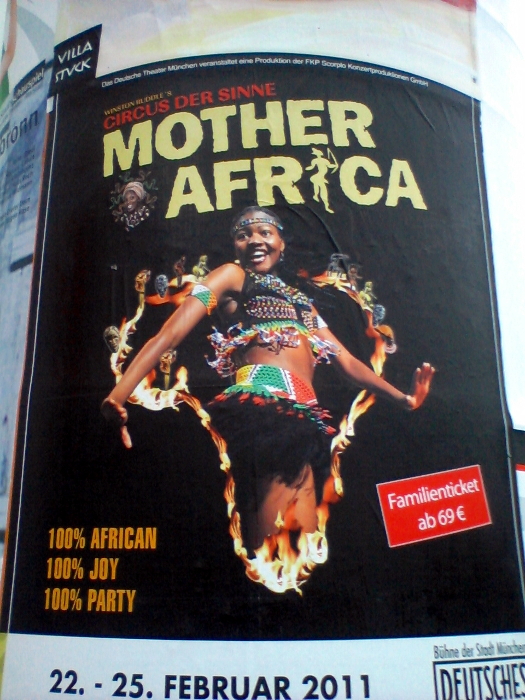 VILLA
STVCK
Das Deutsche Theater München veranstaltet eine Produktion der FKP Scorpio Konzertproduktionen GmbH
WINSTON RUDDLE'S
CIRCUS DER SINNE
MOTHER
AFRICA
Familienticket
ab 69 €
100% AFRICAN
100% JOY
100% PARTY
Bühne der Stadt München
22. - 25. FEBRUAR 2011
DEUTSCHES